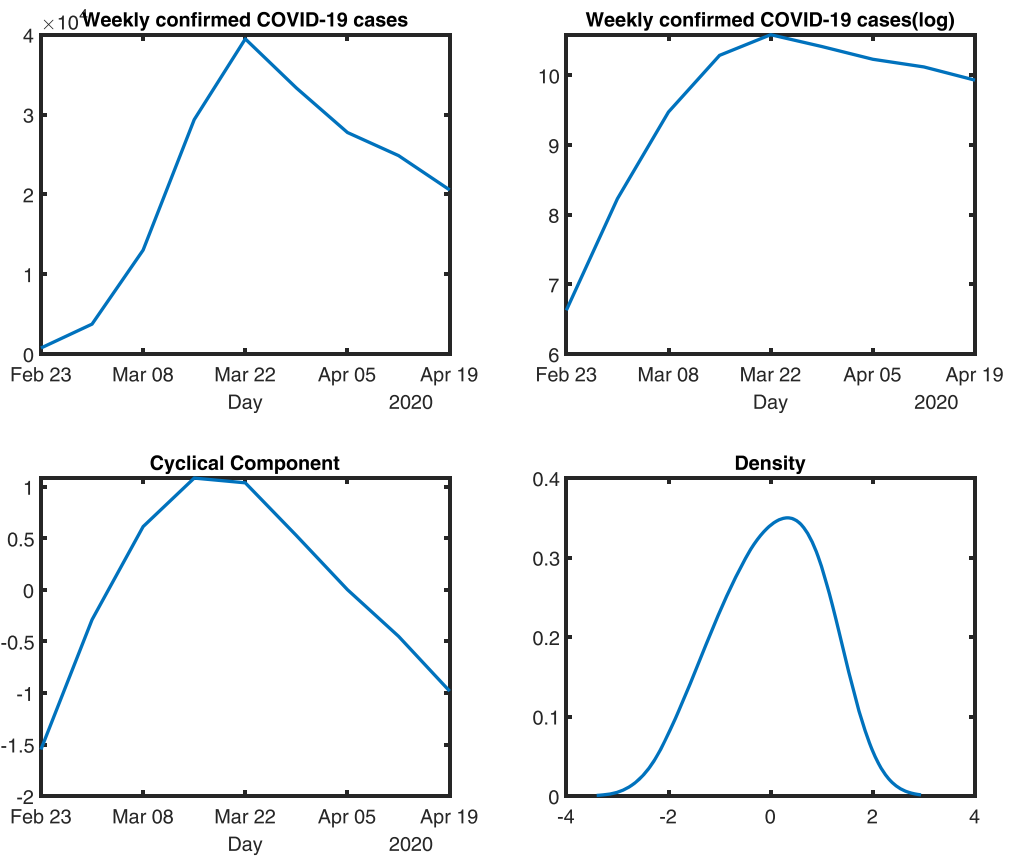 ×10⁴ Weekly confirmed COVID-19 cases
4
3
2
1
0
Feb 23 Mar 08 Mar 22 Apr 05 Apr 19
Day 2020
Weekly confirmed COVID-19 cases(log)
10
9
8
7
6
Feb 23 Mar 08 Mar 22 Apr 05 Apr 19
Day 2020
Cyclical Component
1
0.5
0
-0.5
-1
-1.5
-2
Feb 23 Mar 08 Mar 22 Apr 05 Apr 19
Day 2020
Density
0.4
0.3
0.2
0.1
0
-4 -2 0 2 4